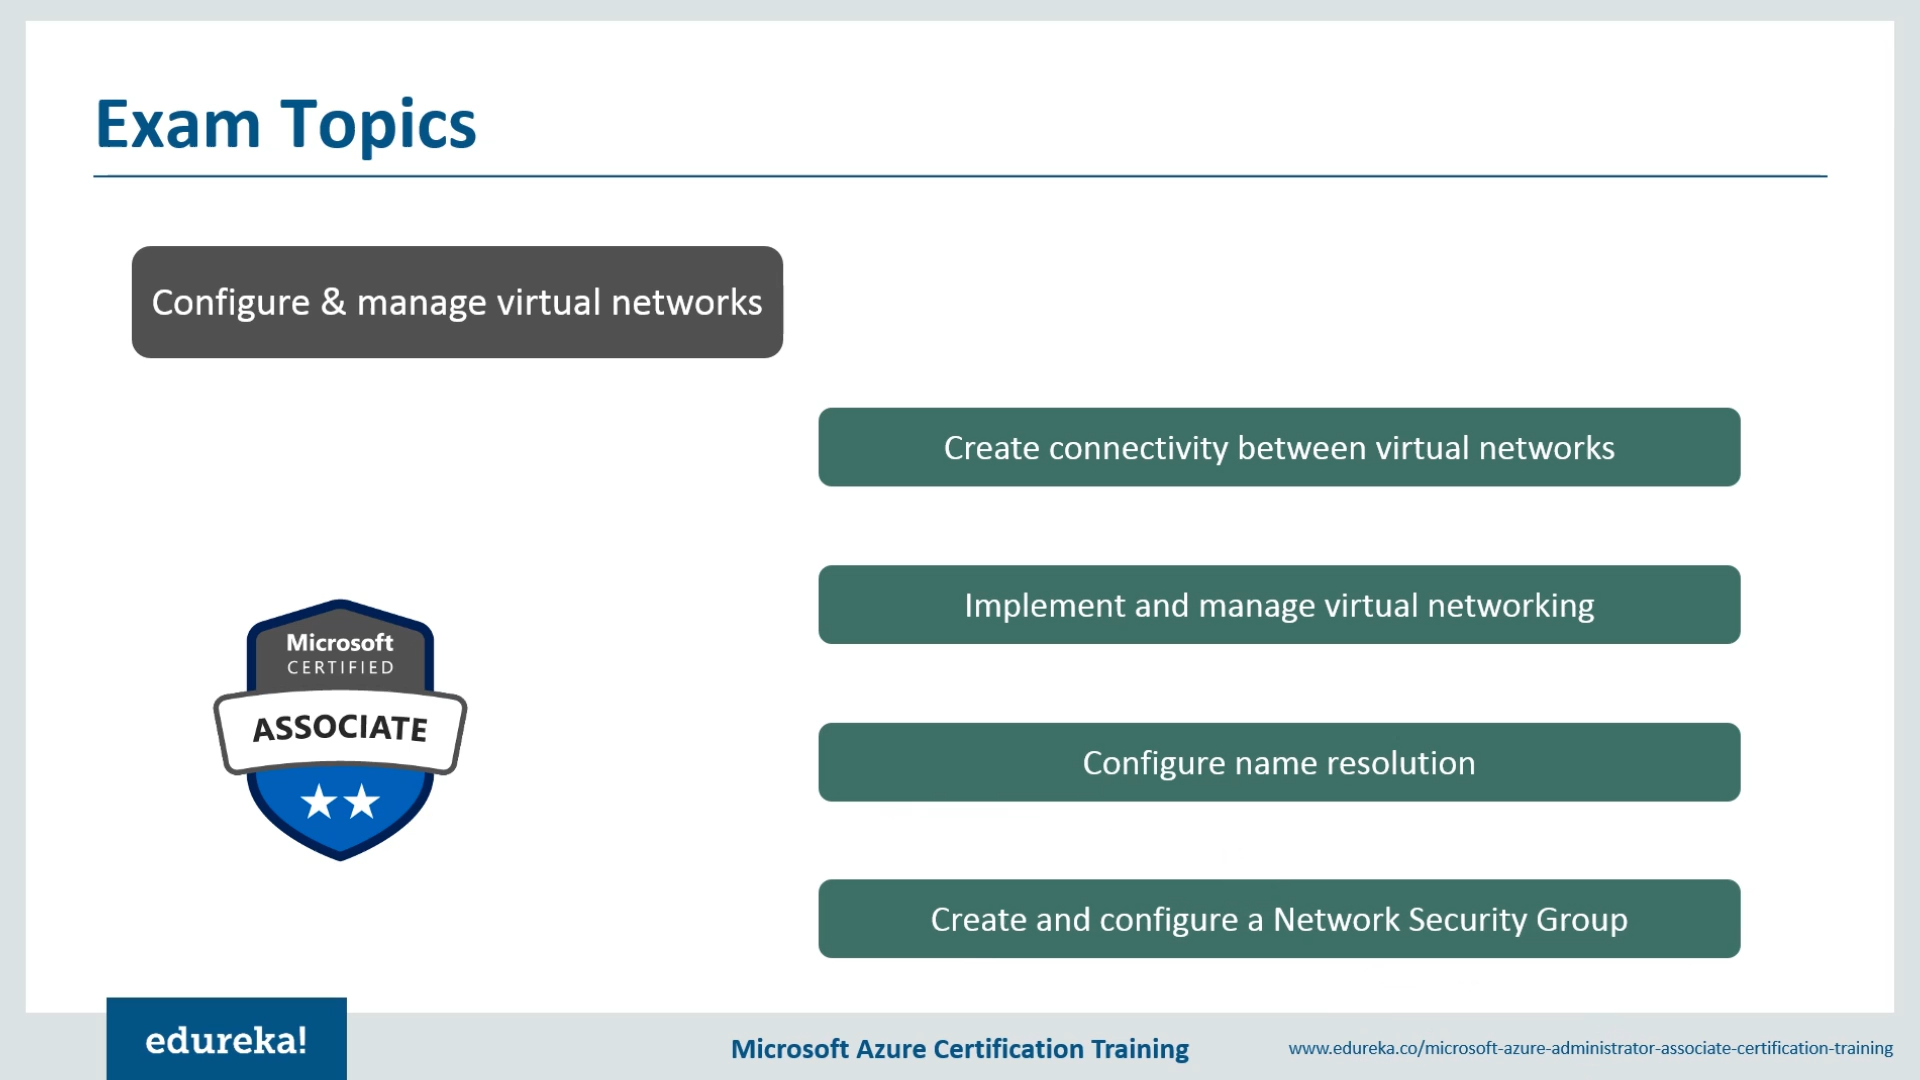 Exam Topics
Configure & manage virtual networks
Create connectivity between virtual networks
Implement and manage virtual networking
Configure name resolution
Create and configure a Network Security Group
Microsoft
CERTIFIED
ASSOCIATE
edureka!
Microsoft Azure Certification Training
www.edureka.co/microsoft-azure-administrator-associate-certification-training